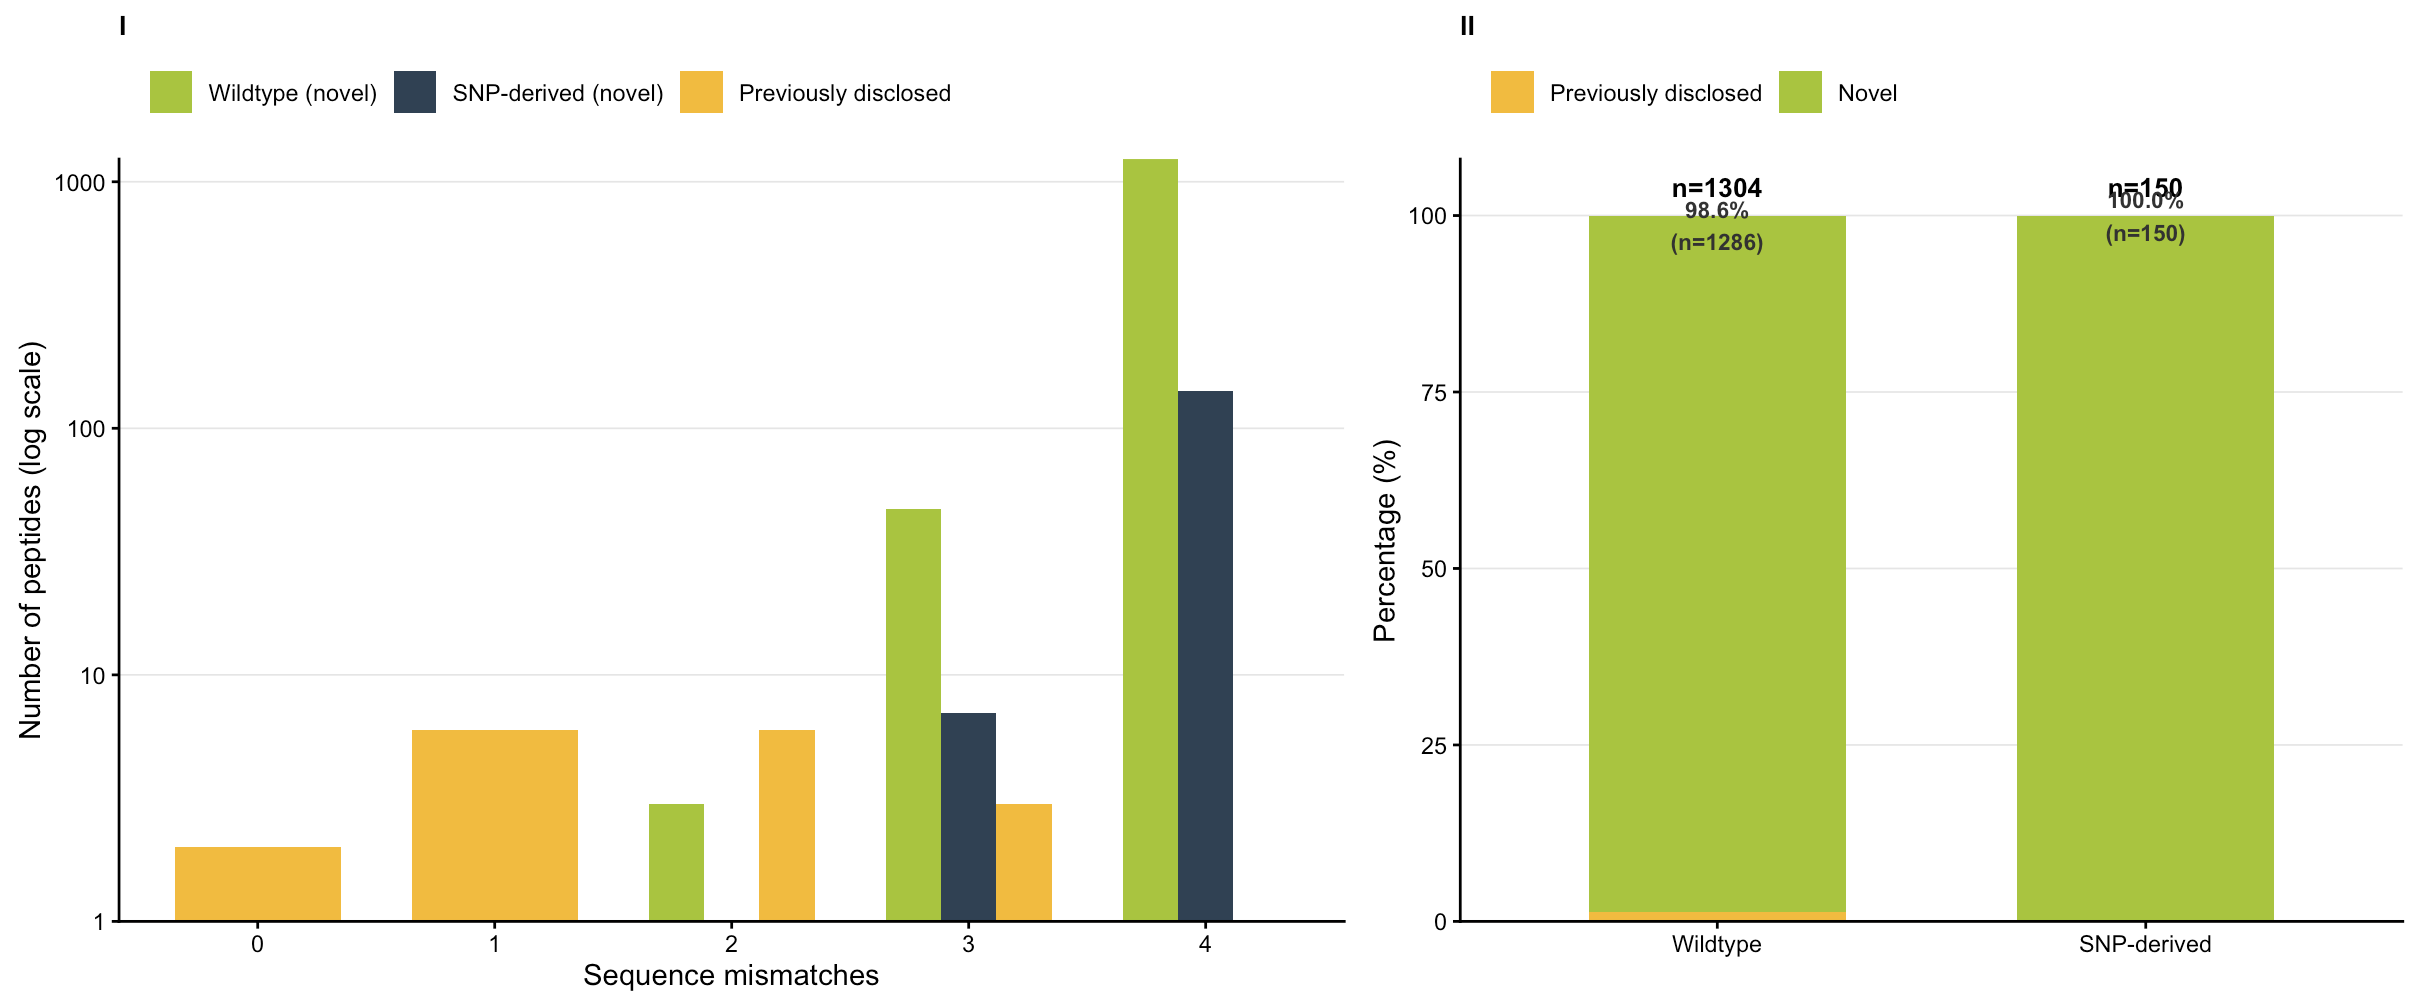 I
Wildtype (novel) SNP-derived (novel) Previously disclosed
Number of peptides (log scale)
1000
100
10
1
0 1 2 3 4
Sequence mismatches
II
Previously disclosed Novel
Percentage (%)
100
75
50
25
0
n=1304
98.6%
(n=1286)
n=150
100.0%
(n=150)
Wildtype SNP-derived